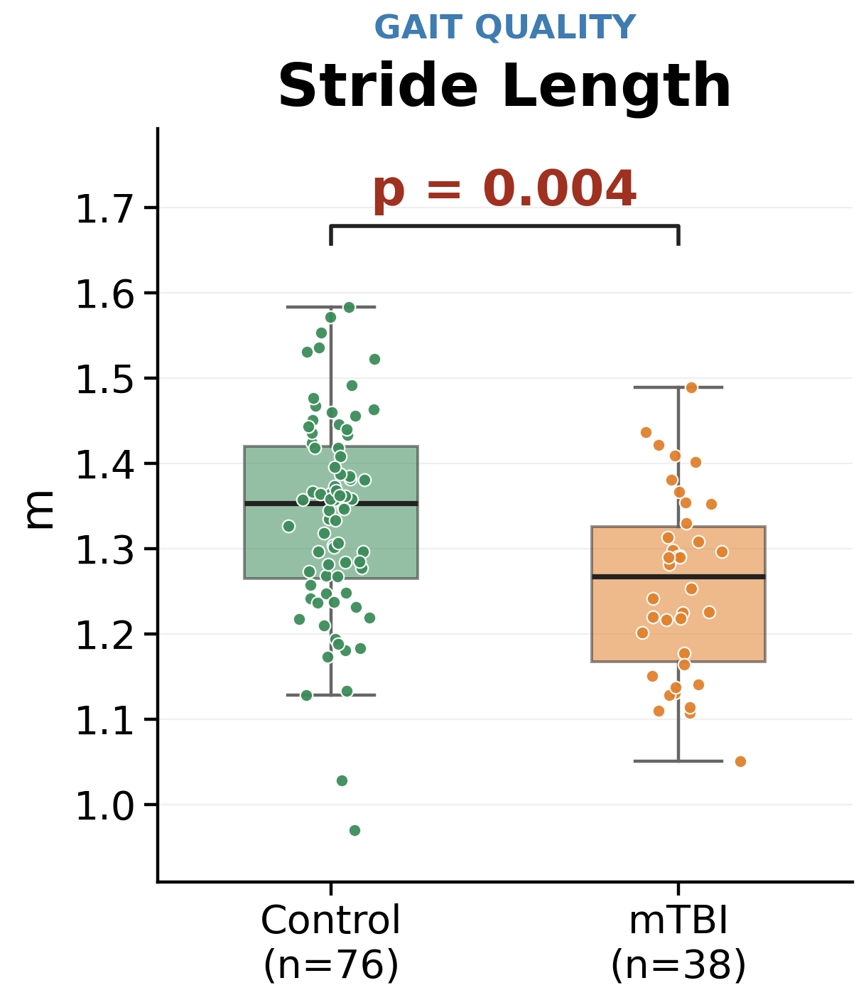 GAIT QUALITY
Stride Length
p = 0.004
1.7
1.6
1.5
1.4
1.3
1.2
1.1
1.0
m
Control
(n=76)
mTBI
(n=38)